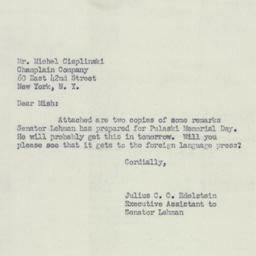 Mr. Michel Cieplinski
Champlain Company
60 East 42nd Street
New York, N. Y.
Dear Mish:
Attached are two copies of some remarks
Senator Lehman has prepared for Pulaski Memorial Day.
He will probably get this in tomorrow. Will you
please see that it gets to the foreign language press?
Cordially,
Julius C. C. Edelstein
Executive Assistant to
Senator Lehman